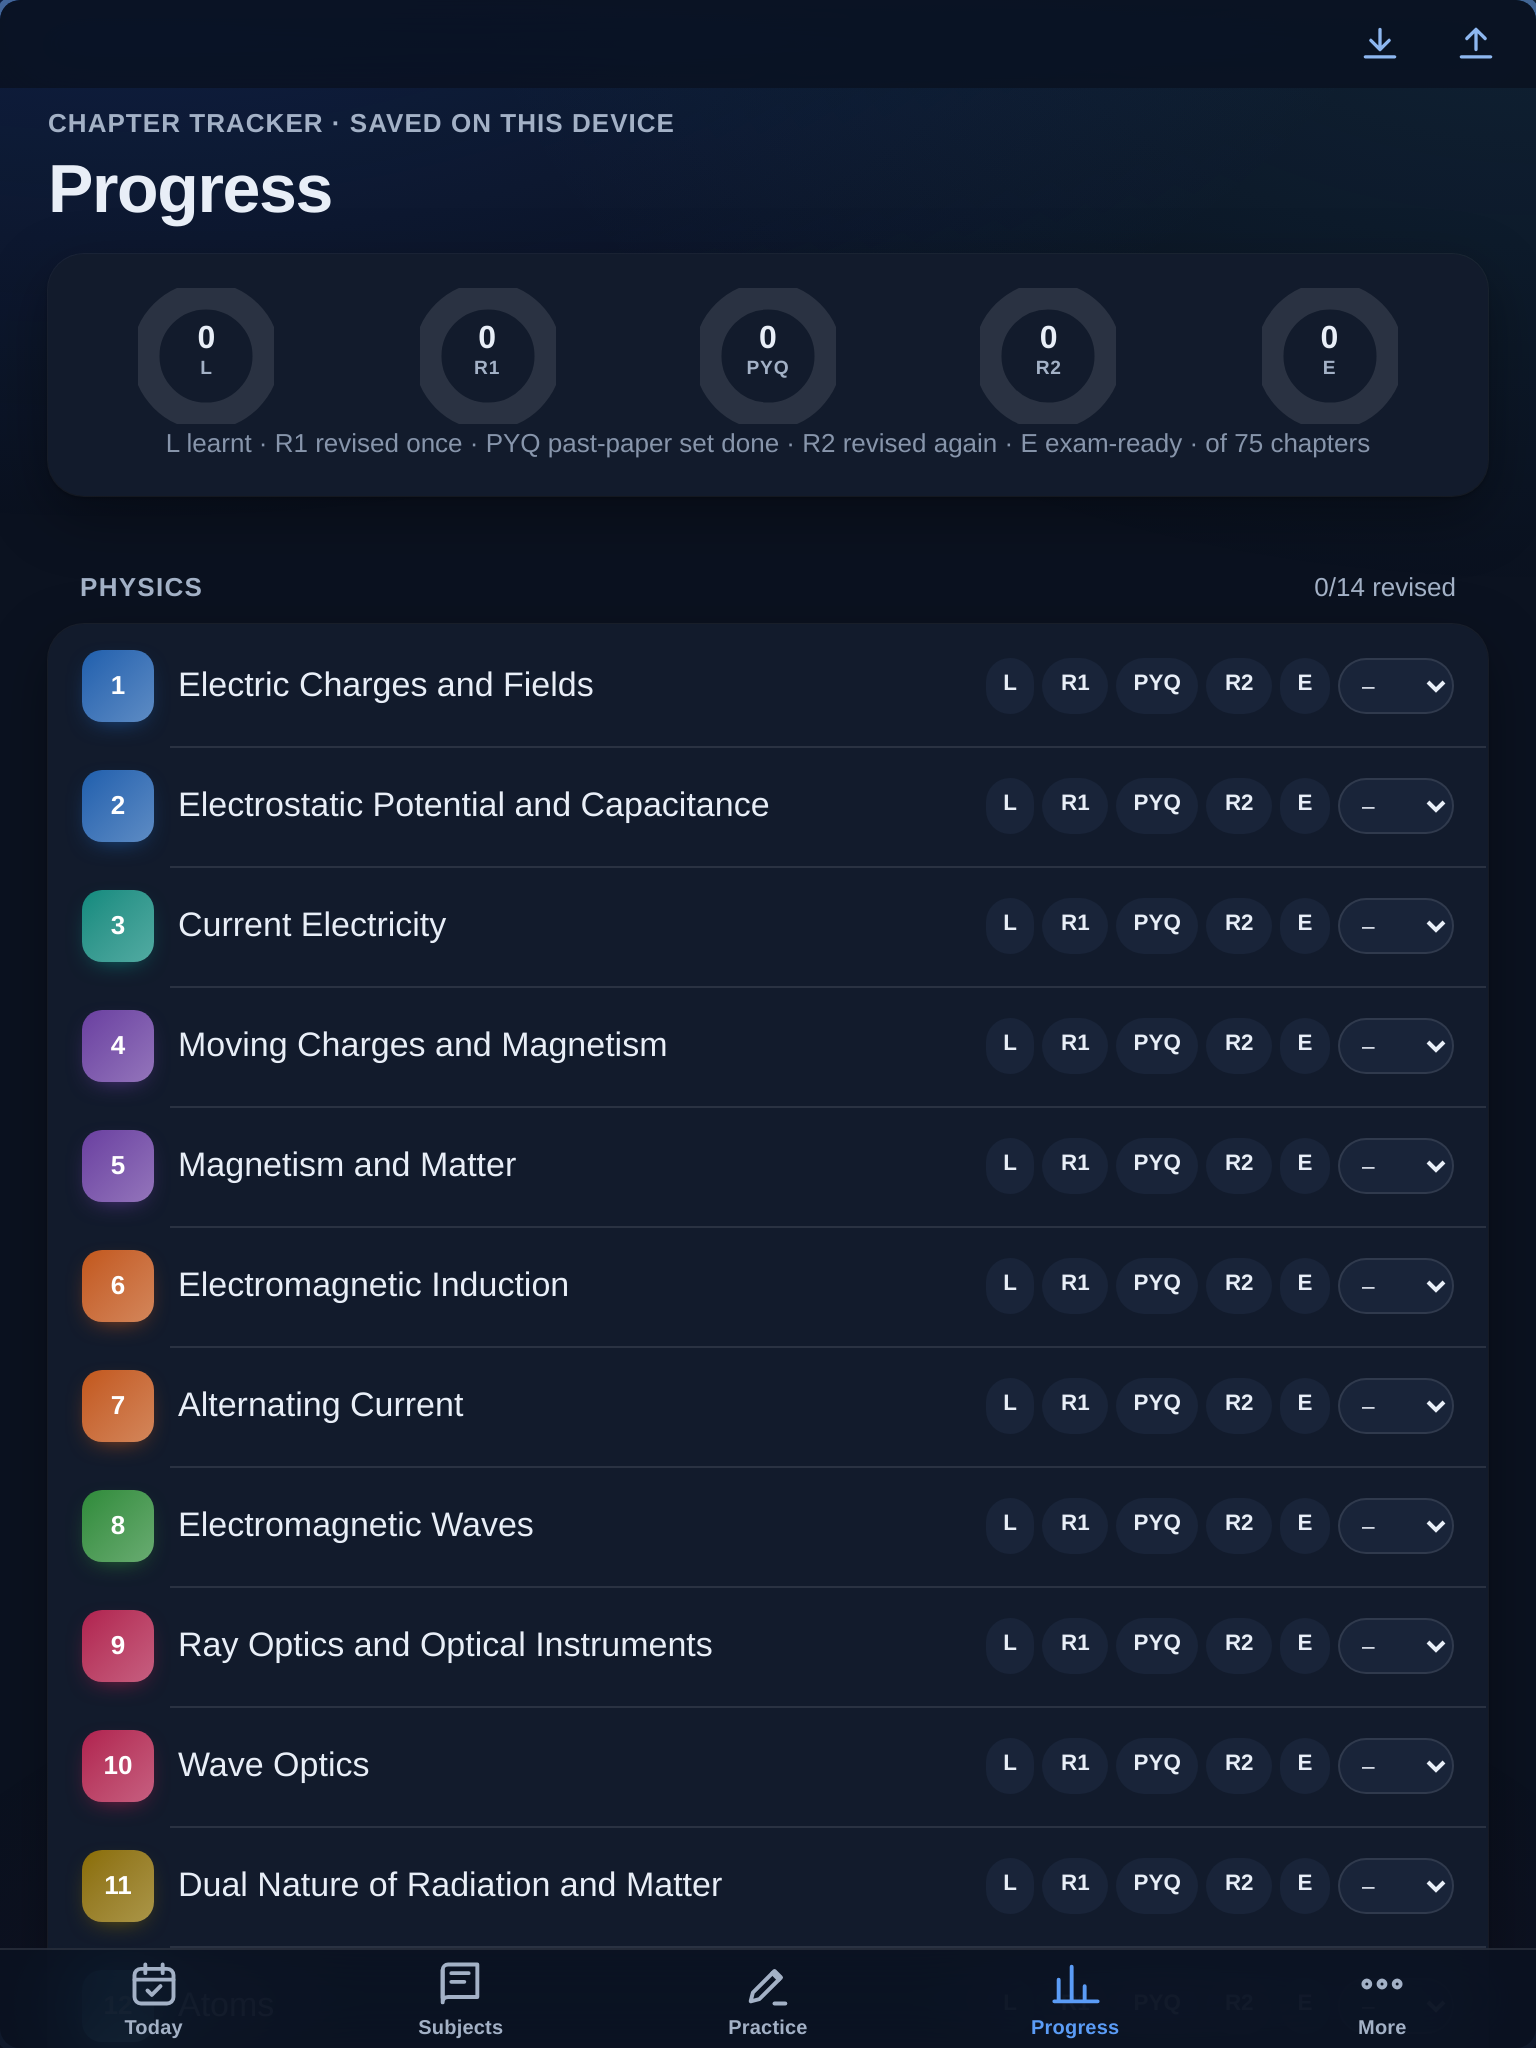 CHAPTER TRACKER · SAVED ON THIS DEVICE
Progress
0 0 0 0 0
L R1 PYQ R2 E
L learnt · R1 revised once · PYQ past-paper set done · R2 revised again · E exam-ready · of 75 chapters
PHYSICS 0/14 revised
1 Electric Charges and Fields L R1 PYQ R2 E –
2 Electrostatic Potential and Capacitance L R1 PYQ R2 E –
3 Current Electricity L R1 PYQ R2 E –
4 Moving Charges and Magnetism L R1 PYQ R2 E –
5 Magnetism and Matter L R1 PYQ R2 E –
6 Electromagnetic Induction L R1 PYQ R2 E –
7 Alternating Current L R1 PYQ R2 E –
8 Electromagnetic Waves L R1 PYQ R2 E –
9 Ray Optics and Optical Instruments L R1 PYQ R2 E –
10 Wave Optics L R1 PYQ R2 E –
11 Dual Nature of Radiation and Matter L R1 PYQ R2 E –
12 Atoms L PYQ R2 E
Today Subjects Practice Progress More